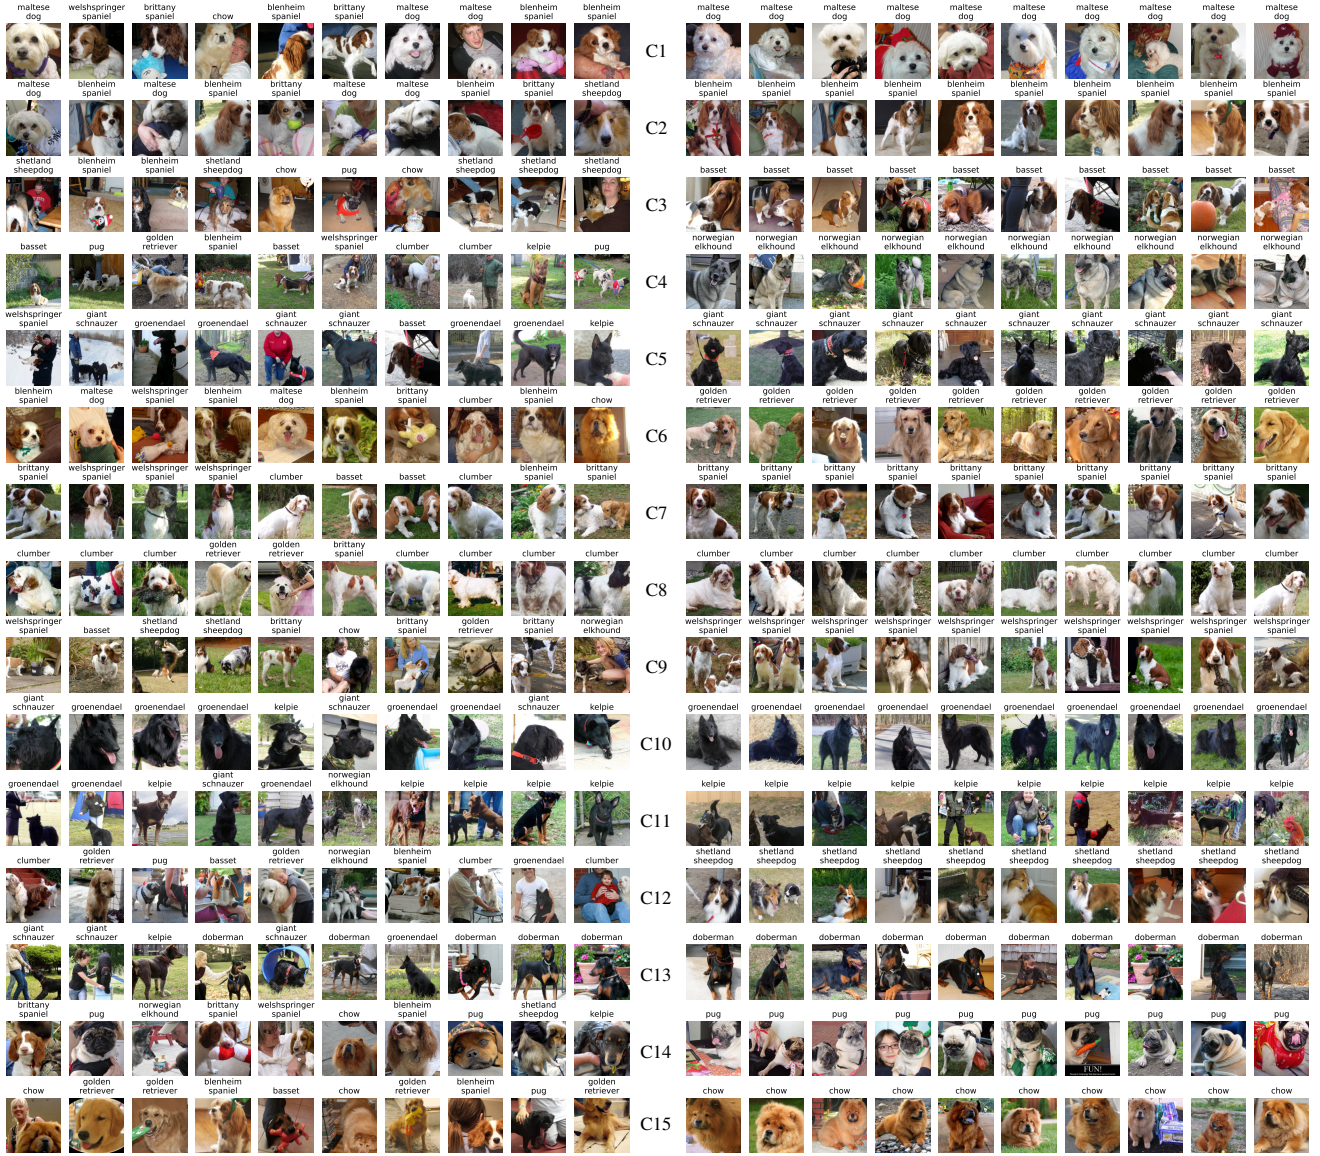 maltese dog welshspringer spaniel brittany spaniel chow blenheim spaniel brittany spaniel maltese dog maltese dog blenheim spaniel blenheim spaniel
C1
maltese dog maltese dog maltese dog maltese dog maltese dog maltese dog maltese dog maltese dog maltese dog maltese dog
maltese dog blenheim spaniel maltese dog blenheim spaniel brittany spaniel maltese dog maltese dog blenheim spaniel brittany spaniel shetland sheepdog
C2
blenheim spaniel blenheim spaniel blenheim spaniel blenheim spaniel blenheim spaniel blenheim spaniel blenheim spaniel blenheim spaniel blenheim spaniel blenheim spaniel
shetland sheepdog blenheim spaniel blenheim spaniel shetland sheepdog chow pug chow shetland sheepdog shetland sheepdog shetland sheepdog
C3
basset basset basset basset basset basset basset basset basset basset
basset pug golden retriever blenheim spaniel basset welshspringer spaniel clumber clumber kelpie pug
C4
norwegian elkhound norwegian elkhound norwegian elkhound norwegian elkhound norwegian elkhound norwegian elkhound norwegian elkhound norwegian elkhound norwegian elkhound norwegian elkhound
welshspringer spaniel giant schnauzer groenendael groenendael giant schnauzer giant schnauzer basset groenendael groenendael kelpie
C5
giant schnauzer giant schnauzer giant schnauzer giant schnauzer giant schnauzer giant schnauzer giant schnauzer giant schnauzer giant schnauzer giant schnauzer
blenheim spaniel maltese dog welshspringer spaniel blenheim spaniel maltese dog blenheim spaniel brittany spaniel clumber blenheim spaniel chow
C6
golden retriever golden retriever golden retriever golden retriever golden retriever golden retriever golden retriever golden retriever golden retriever golden retriever
brittany spaniel welshspringer spaniel welshspringer spaniel welshspringer spaniel clumber basset basset clumber blenheim spaniel brittany spaniel
C7
brittany spaniel brittany spaniel brittany spaniel brittany spaniel brittany spaniel brittany spaniel brittany spaniel brittany spaniel brittany spaniel brittany spaniel
clumber clumber clumber golden retriever golden retriever brittany spaniel clumber clumber clumber clumber
C8
clumber clumber clumber clumber clumber clumber clumber clumber clumber clumber
welshspringer spaniel basset shetland sheepdog shetland sheepdog brittany spaniel chow brittany spaniel golden retriever brittany spaniel norwegian elkhound
C9
welshspringer spaniel welshspringer spaniel welshspringer spaniel welshspringer spaniel welshspringer spaniel welshspringer spaniel welshspringer spaniel welshspringer spaniel welshspringer spaniel welshspringer spaniel
giant schnauzer groenendael groenendael groenendael kelpie giant schnauzer groenendael groenendael giant schnauzer kelpie
C10
groenendael groenendael groenendael groenendael groenendael groenendael groenendael groenendael groenendael groenendael
groenendael groenendael kelpie giant schnauzer groenendael norwegian elkhound kelpie kelpie kelpie kelpie
C11
kelpie kelpie kelpie kelpie kelpie kelpie kelpie kelpie kelpie kelpie
clumber golden retriever pug basset golden retriever norwegian elkhound blenheim spaniel clumber groenendael clumber
C12
shetland sheepdog shetland sheepdog shetland sheepdog shetland sheepdog shetland sheepdog shetland sheepdog shetland sheepdog shetland sheepdog shetland sheepdog shetland sheepdog
giant schnauzer giant schnauzer kelpie doberman giant schnauzer doberman groenendael doberman doberman doberman
C13
doberman doberman doberman doberman doberman doberman doberman doberman doberman doberman
brittany spaniel pug norwegian elkhound brittany spaniel welshspringer spaniel chow blenheim spaniel pug shetland sheepdog kelpie
C14
pug pug pug pug pug pug pug pug pug pug
FUN!
chow golden retriever golden retriever blenheim spaniel basset chow golden retriever blenheim spaniel pug golden retriever
C15
chow chow chow chow chow chow chow chow chow chow